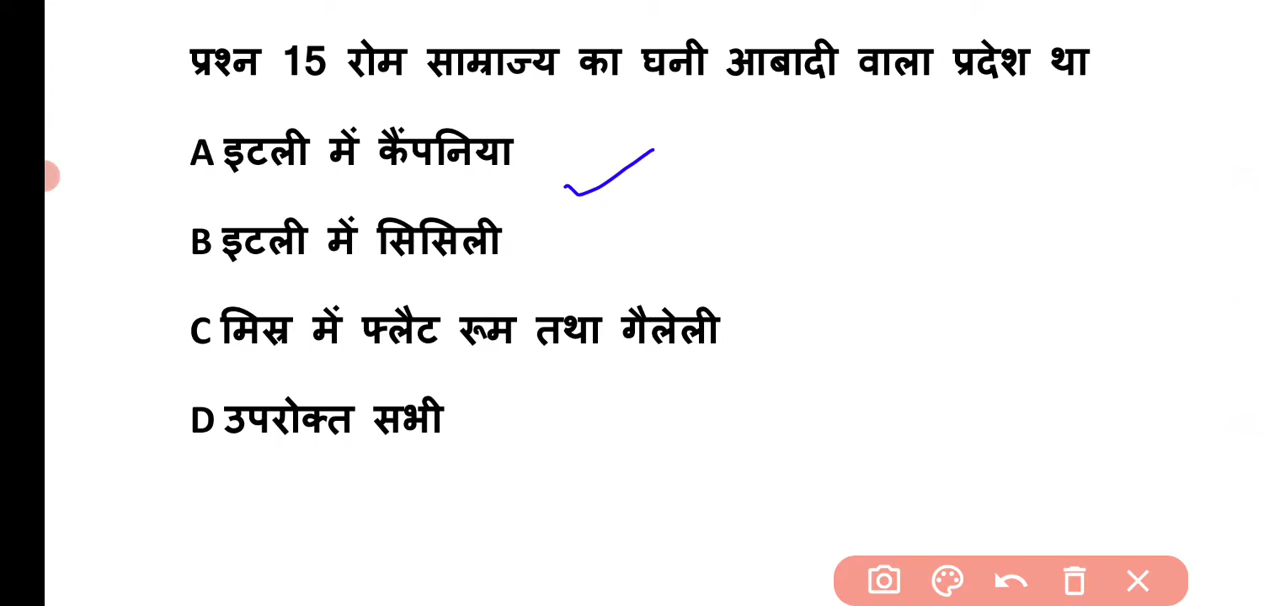 प्रश्न 15 रोम साम्राज्य का घनी आबादी वाला प्रदेश था
A इटली में कैंपनिया
B इटली में सिसिली
C मिस्र में फ्लैट रूम तथा गैलेली
D उपरोक्त सभी